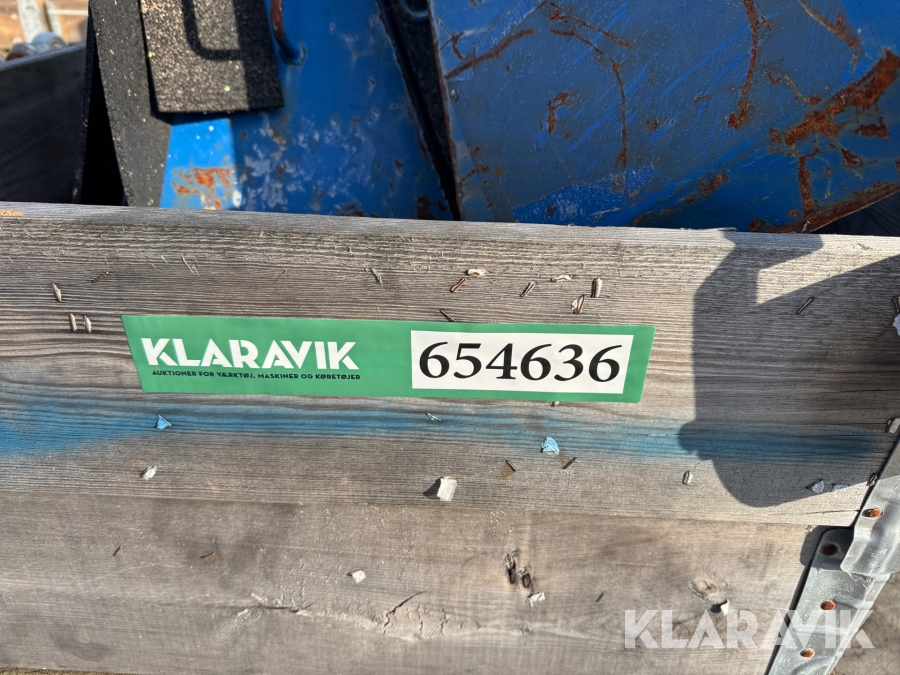 KLARAVIK
AUKTIONER FOR VÆRKTØJ, MASKINER OG KØRETØJER
654636
KLARAVIK